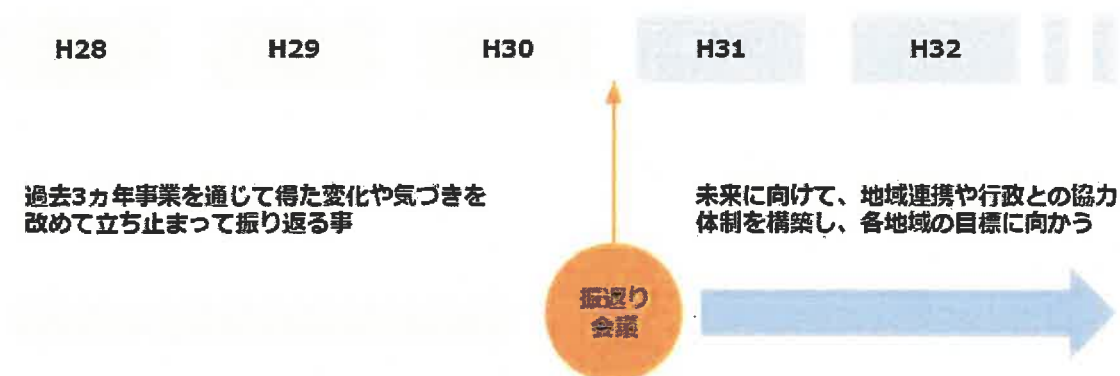 H28
H29
H30
H31
H32
過去3ヵ年事業を通じて得た変化や気づきを
改めて立ち止まって振り返る事
未来に向けて、地域連携や行政との協力
体制を構築し、各地域の目標に向かう
振返り
会議